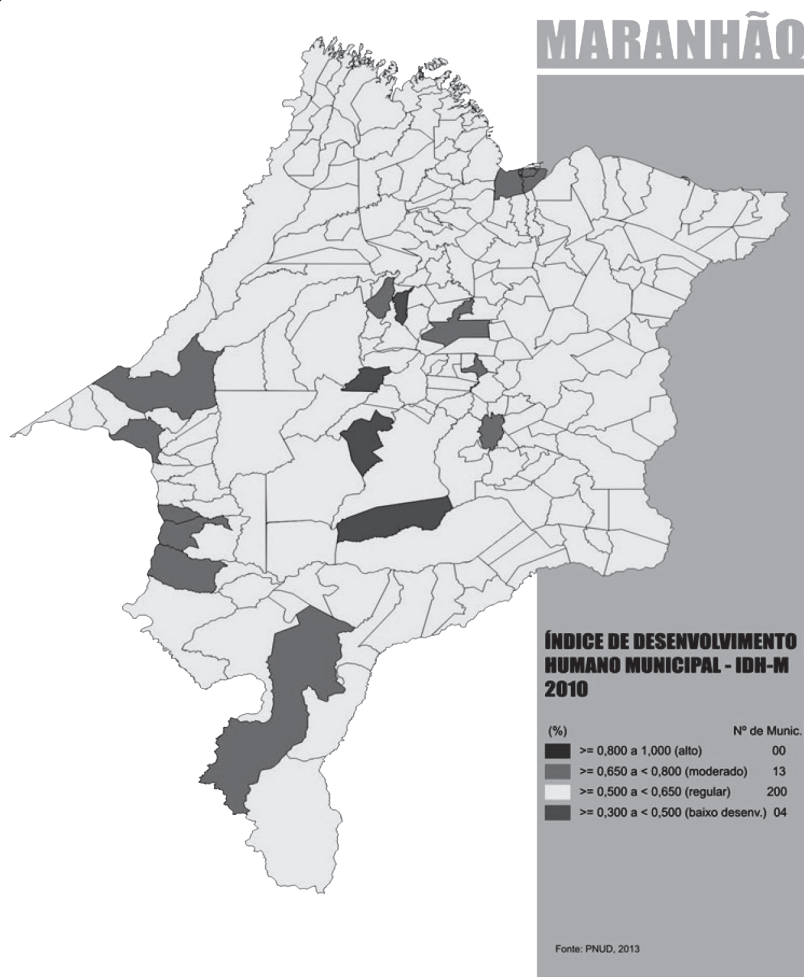 MARANHÃO
ÍNDICE DE DESENVOLVIMENTO
HUMANO MUNICIPAL - IDH-M
2010
(%) Nº de Munic.
>= 0,800 a 1,000 (alto) 00
>= 0,650 a < 0,800 (moderado) 13
>= 0,500 a < 0,650 (regular) 200
>= 0,300 a < 0,500 (baixo desenv.) 04
Fonte: PNUD, 2013